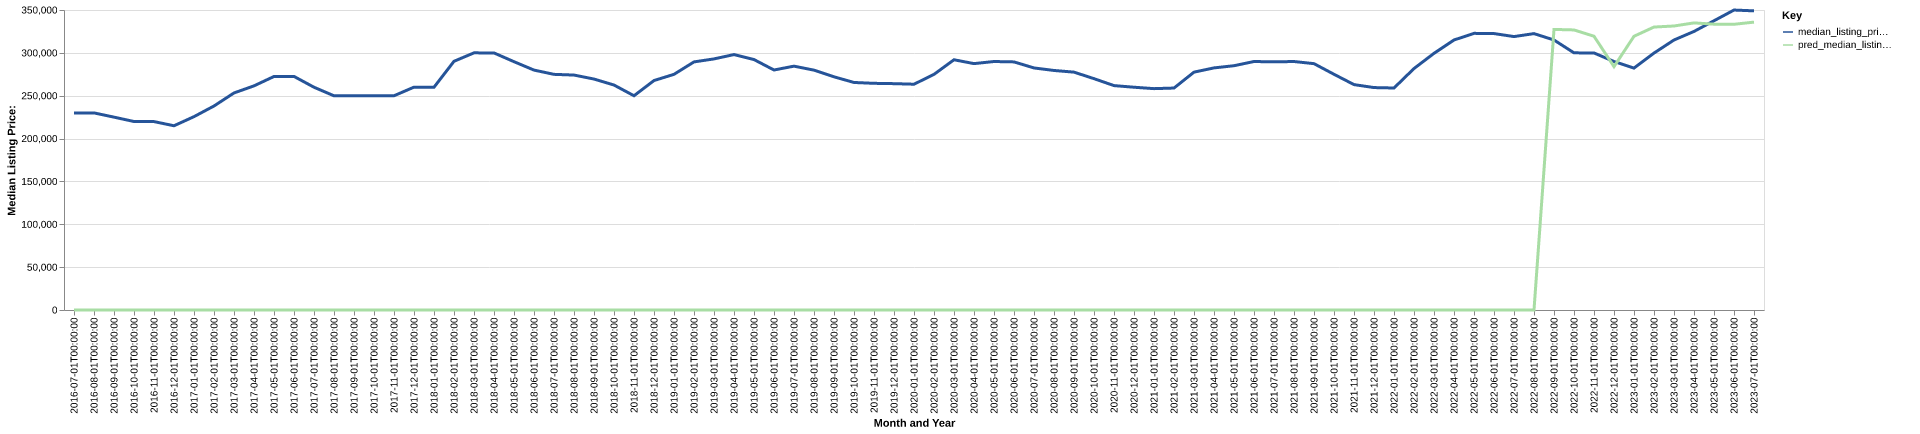 350,000
300,000
250,000
200,000
150,000
100,000
50,000
0
Median Listing Price:
2016-07-01T00:00:00
2016-08-01T00:00:00
2016-09-01T00:00:00
2016-10-01T00:00:00
2016-11-01T00:00:00
2016-12-01T00:00:00
2017-01-01T00:00:00
2017-02-01T00:00:00
2017-03-01T00:00:00
2017-04-01T00:00:00
2017-05-01T00:00:00
2017-06-01T00:00:00
2017-07-01T00:00:00
2017-08-01T00:00:00
2017-09-01T00:00:00
2017-10-01T00:00:00
2017-11-01T00:00:00
2017-12-01T00:00:00
2018-01-01T00:00:00
2018-02-01T00:00:00
2018-03-01T00:00:00
2018-04-01T00:00:00
2018-05-01T00:00:00
2018-06-01T00:00:00
2018-07-01T00:00:00
2018-08-01T00:00:00
2018-09-01T00:00:00
2018-10-01T00:00:00
2018-11-01T00:00:00
2018-12-01T00:00:00
2019-01-01T00:00:00
2019-02-01T00:00:00
2019-03-01T00:00:00
2019-04-01T00:00:00
2019-05-01T00:00:00
2019-06-01T00:00:00
2019-07-01T00:00:00
2019-08-01T00:00:00
2019-09-01T00:00:00
2019-10-01T00:00:00
2019-11-01T00:00:00
2019-12-01T00:00:00
2020-01-01T00:00:00
2020-02-01T00:00:00
2020-03-01T00:00:00
2020-04-01T00:00:00
2020-05-01T00:00:00
2020-06-01T00:00:00
2020-07-01T00:00:00
2020-08-01T00:00:00
2020-09-01T00:00:00
2020-10-01T00:00:00
2020-11-01T00:00:00
2020-12-01T00:00:00
2021-01-01T00:00:00
2021-02-01T00:00:00
2021-03-01T00:00:00
2021-04-01T00:00:00
2021-05-01T00:00:00
2021-06-01T00:00:00
2021-07-01T00:00:00
2021-08-01T00:00:00
2021-09-01T00:00:00
2021-10-01T00:00:00
2021-11-01T00:00:00
2021-12-01T00:00:00
2022-01-01T00:00:00
2022-02-01T00:00:00
2022-03-01T00:00:00
2022-04-01T00:00:00
2022-05-01T00:00:00
2022-06-01T00:00:00
2022-07-01T00:00:00
2022-08-01T00:00:00
2022-09-01T00:00:00
2022-10-01T00:00:00
2022-11-01T00:00:00
2022-12-01T00:00:00
2023-01-01T00:00:00
2023-02-01T00:00:00
2023-03-01T00:00:00
2023-04-01T00:00:00
2023-05-01T00:00:00
2023-06-01T00:00:00
2023-07-01T00:00:00
Month and Year
Key
median_listing_pri…
pred_median_listin…